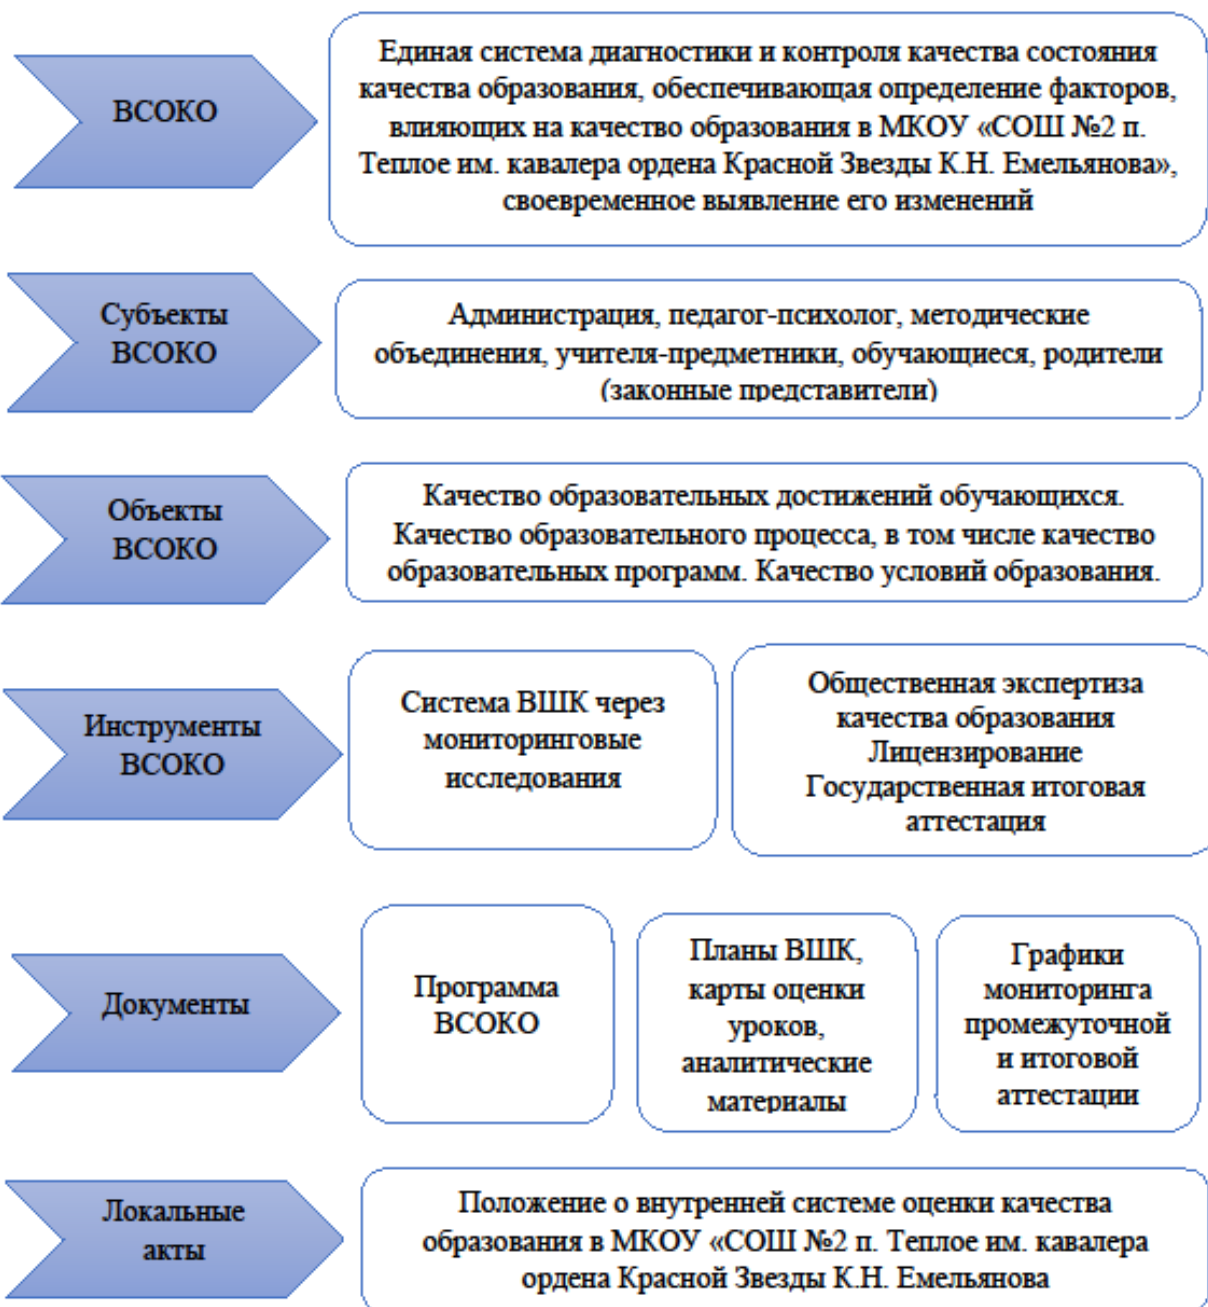 ВСОКО
Единая система диагностики и контроля качества состояния
качества образования, обеспечивающая определение факторов,
влияющих на качество образования в МКОУ «СОШ №2 п.
Теплое им. кавалера ордена Красной Звезды К.Н. Емельянова»,
своевременное выявление его изменений
Субъекты
ВСОКО
Администрация, педагог-психолог, методические
объединения, учителя-предметники, обучающиеся, родители
(законные представители)
Объекты
ВСОКО
Качество образовательных достижений обучающихся.
Качество образовательного процесса, в том числе качество
образовательных программ. Качество условий образования.
Инструменты
ВСОКО
Система ВШК через
мониторинговые
исследования
Общественная экспертиза
качества образования
Лицензирование
Государственная итоговая
аттестация
Документы
Программа
ВСОКО
Планы ВШК,
карты оценки
уроков,
аналитические
материалы
Графики
мониторинга
промежуточной
и итоговой
аттестации
Локальные
акты
Положение о внутренней системе оценки качества
образования в МКОУ «СОШ №2 п. Теплое им. кавалера
ордена Красной Звезды К.Н. Емельянова